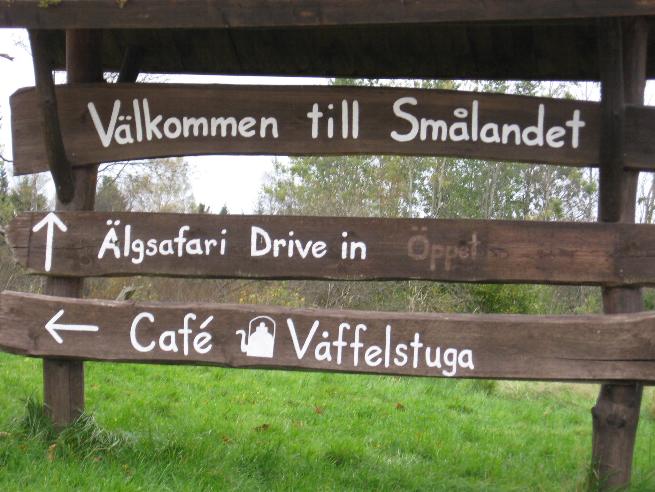 Välkommen till Smålandet
Älgsafari Drive in Öppet
Café Våffelstuga